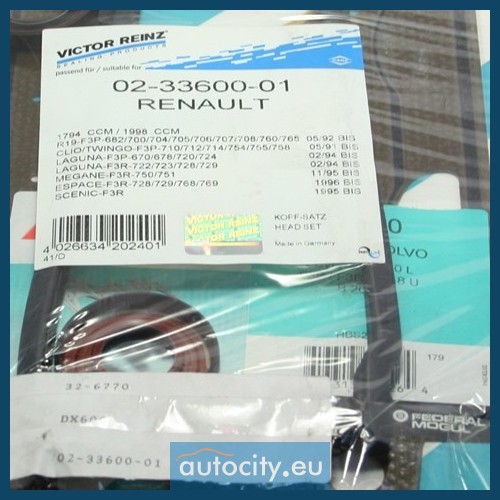 VICTOR REINZ
SEALING PRODUCTS
passend für / suitable for
02-33600-01
RENAULT
1794 CCM / 1998 CCM
R19-F3P-682/700/704/705/706/707/708/760/765 05/92 BIS
CLIO/TWINGO-F3P-710/712/714/754/755/758 05/91 BIS
LAGUNA-F3P-670/678/720/724 02/94 BIS
LAGUNA-F3R-722/723/728/729 02/94 BIS
MEGANE-F3R-750/751 11/95 BIS
ESPACE-F3R-728/729/768/769 1996 BIS
SCENIC-F3R 1995 BIS
VICTOR REINZ
KOPF-SATZ
HEAD SET
Made in Germany
4 026634 202401
41/D
OLVO
179
FEDERAL
MOGUL
32-6770
02-33600-01
autocity.eu